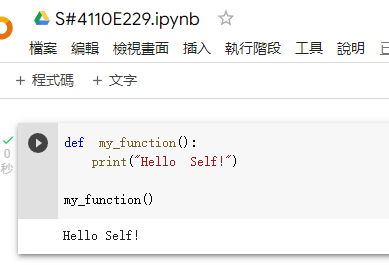 S#4110E229.ipynb
檔案 編輯 檢視畫面 插入 執行階段 工具 說明
+ 程式碼 + 文字
0
秒
def my_function():
    print("Hello  Self!")
my_function()
Hello Self!